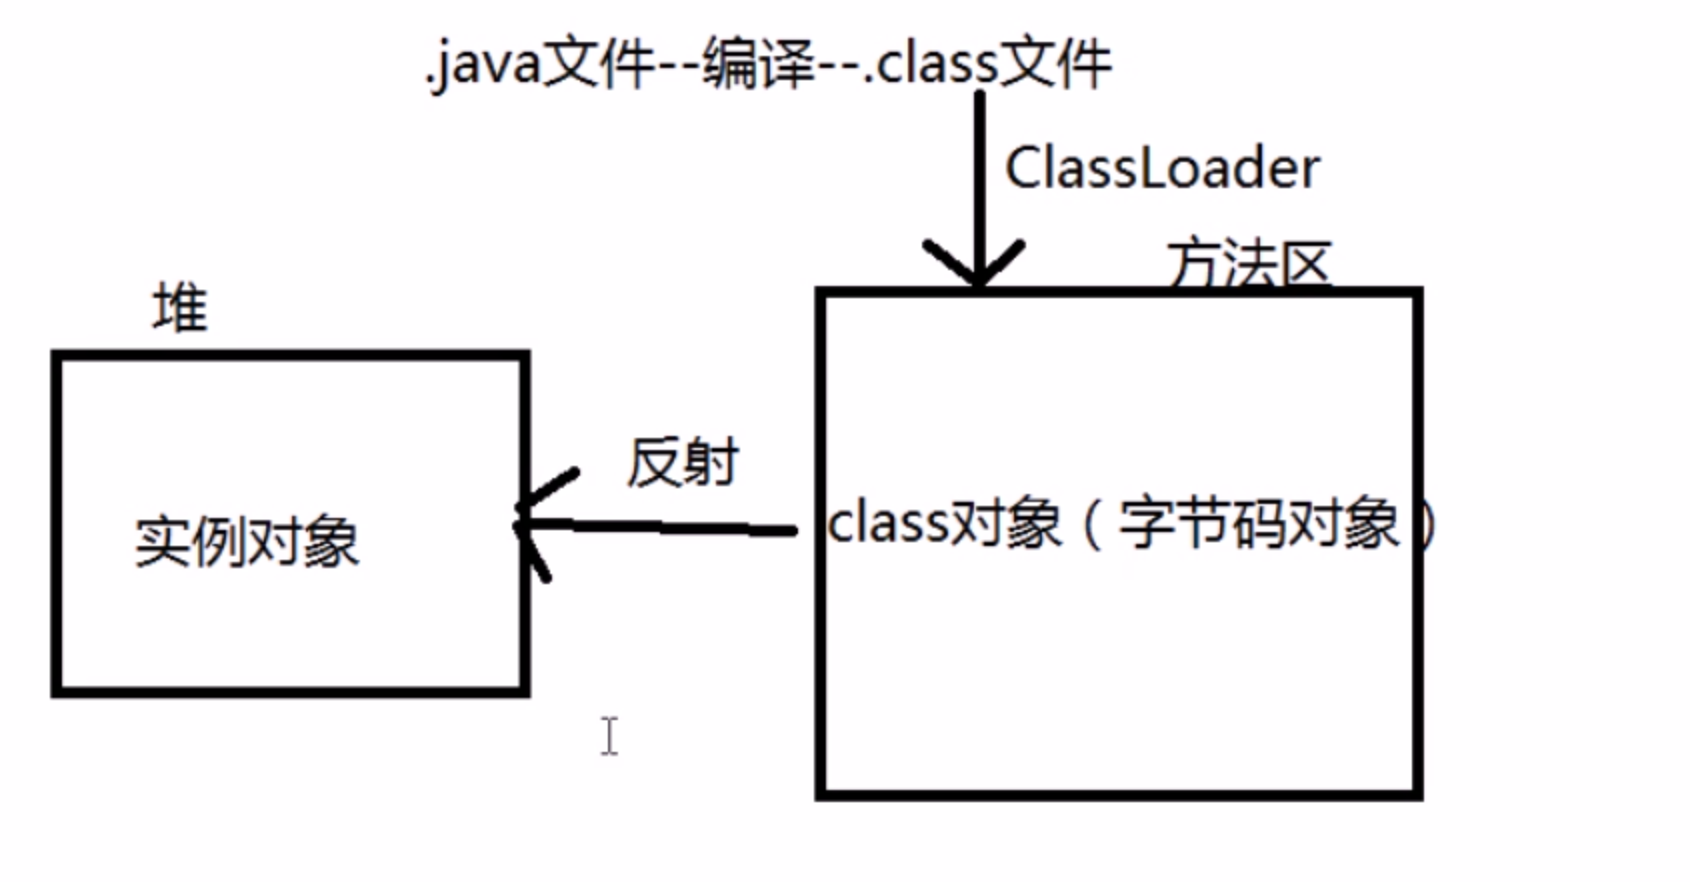 .java文件--编译--.class文件
ClassLoader
方法区
堆
反射
class对象（字节码对象）
实例对象